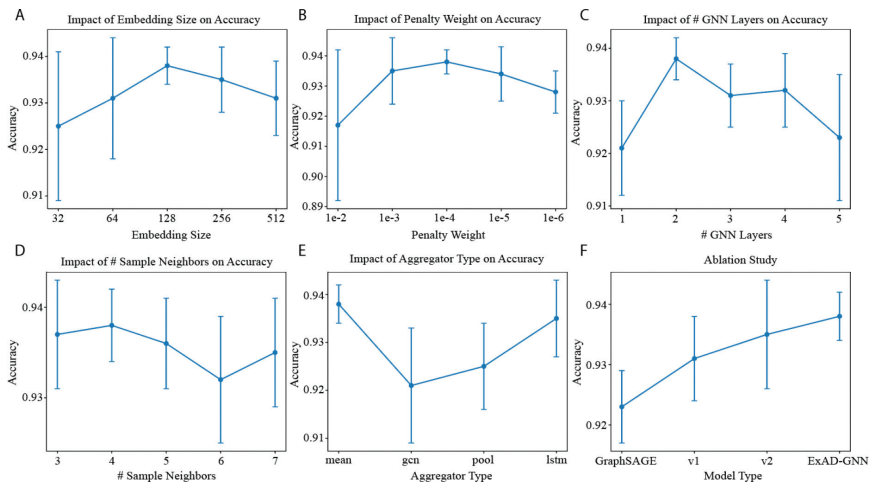 A
Impact of Embedding Size on Accuracy
0.94
0.93
0.92
0.91
Accuracy
32
64
128
256
512
Embedding Size
B
Impact of Penalty Weight on Accuracy
0.94
0.93
0.92
0.91
0.90
0.89
Accuracy
1e-2
1e-3
1e-4
1e-5
1e-6
Penalty Weight
C
Impact of # GNN Layers on Accuracy
0.94
0.93
0.92
0.91
Accuracy
1
2
3
4
5
# GNN Layers
D
Impact of # Sample Neighbors on Accuracy
0.94
0.93
Accuracy
3
4
5
6
7
# Sample Neighbors
E
Impact of Aggregator Type on Accuracy
0.94
0.93
0.92
0.91
Accuracy
mean
gcn
pool
lstm
Aggregator Type
F
Ablation Study
0.94
0.93
0.92
Accuracy
GraphSAGE
v1
v2
ExAD-GNN
Model Type